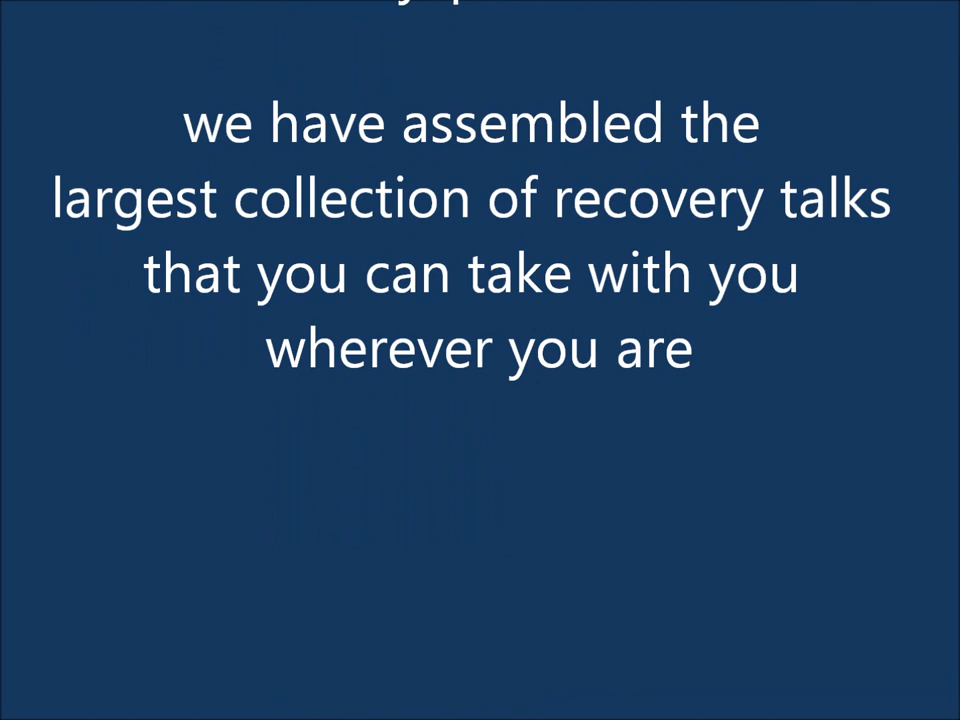 we have assembled the
largest collection of recovery talks
that you can take with you
wherever you are